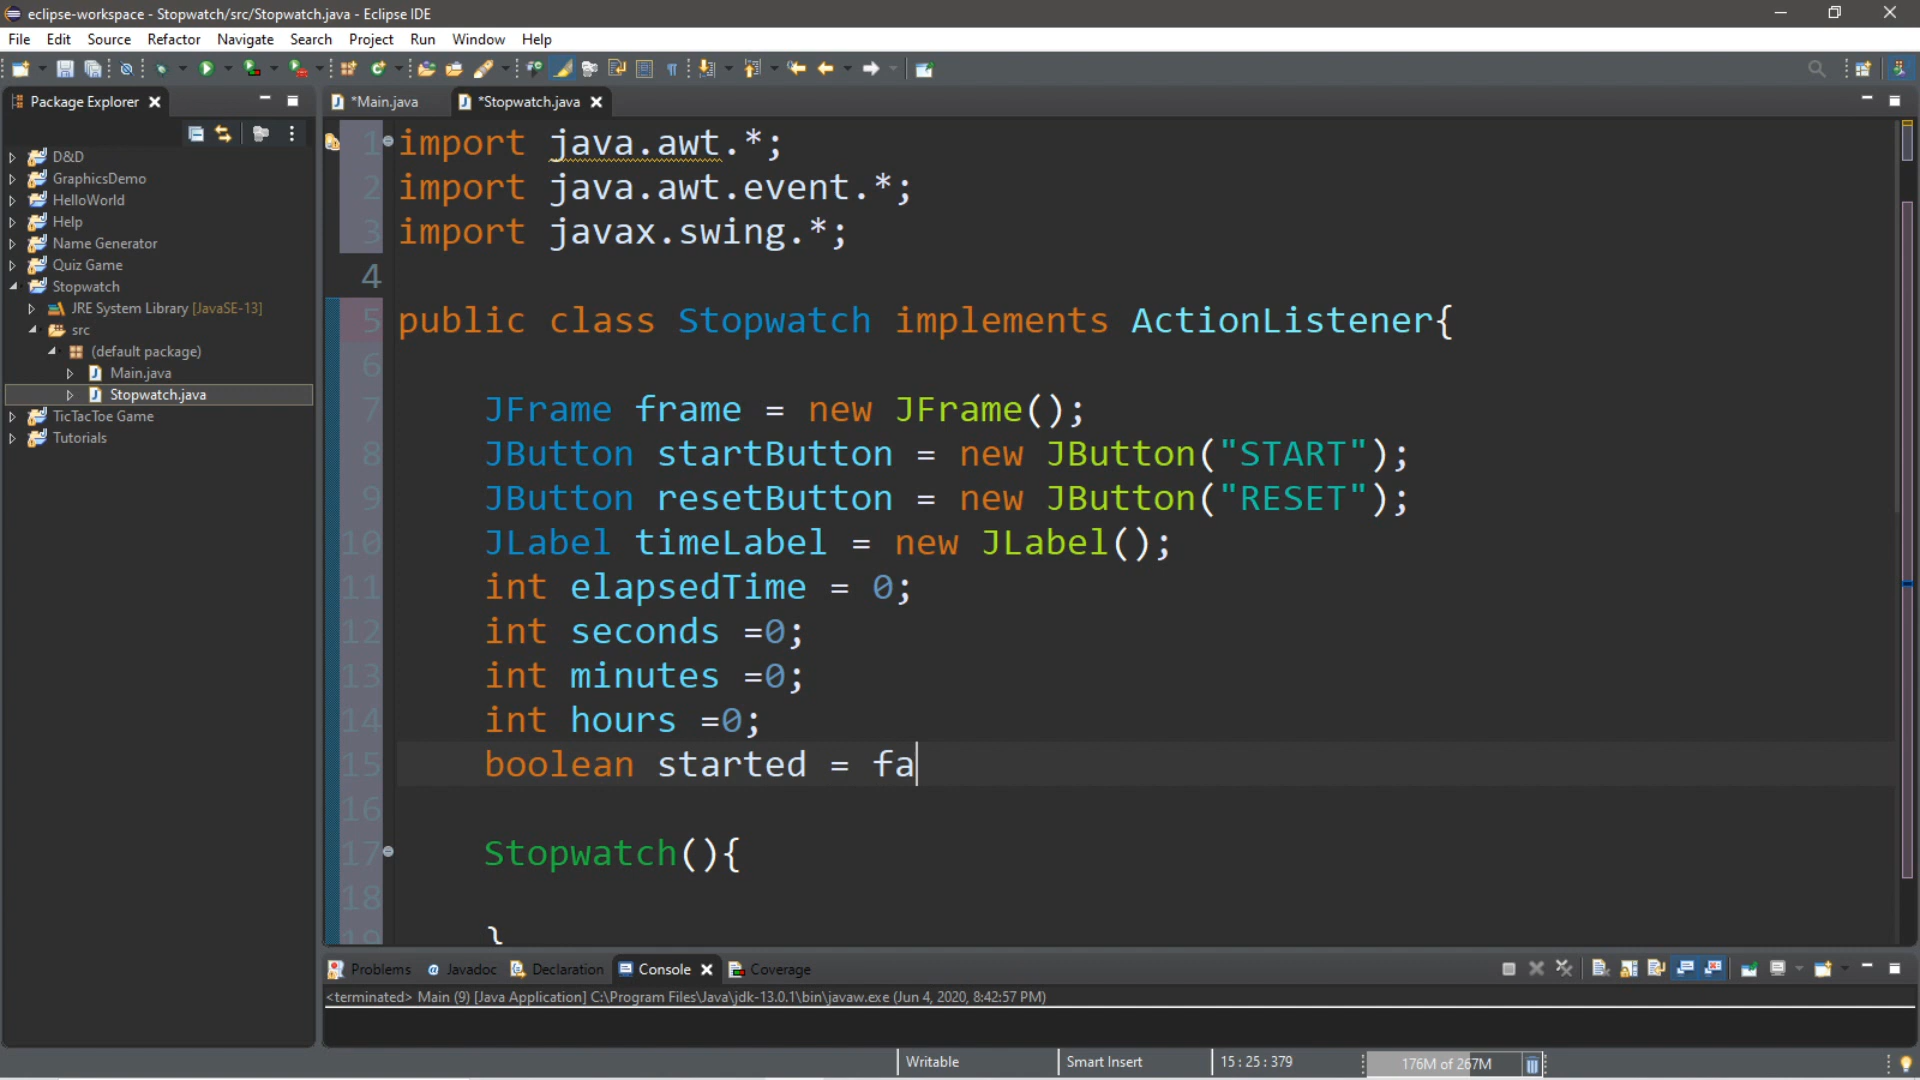 eclipse-workspace - Stopwatch/src/Stopwatch.java - Eclipse IDE
File Edit Source Refactor Navigate Search Project Run Window Help
Package Explorer
*Main.java
*Stopwatch.java
D&D
GraphicsDemo
HelloWorld
Help
Name Generator
Quiz Game
Stopwatch
JRE System Library [JavaSE-13]
src
(default package)
Main.java
Stopwatch.java
TicTacToe Game
Tutorials
1 import java.awt.*;
2 import java.awt.event.*;
3 import javax.swing.*;
4
5 public class Stopwatch implements ActionListener{
6
7 JFrame frame = new JFrame();
8 JButton startButton = new JButton("START");
9 JButton resetButton = new JButton("RESET");
10 JLabel timeLabel = new JLabel();
11 int elapsedTime = 0;
12 int seconds =0;
13 int minutes =0;
14 int hours =0;
15 boolean started = fa
16
17 Stopwatch(){
18
19 }
Problems Javadoc Declaration Console Coverage
<terminated> Main (9) [Java Application] C:\Program Files\Java\jdk-13.0.1\bin\javaw.exe (Jun 4, 2020, 8:42:57 PM)
Writable Smart Insert 15 : 25 : 379 176M of 267M